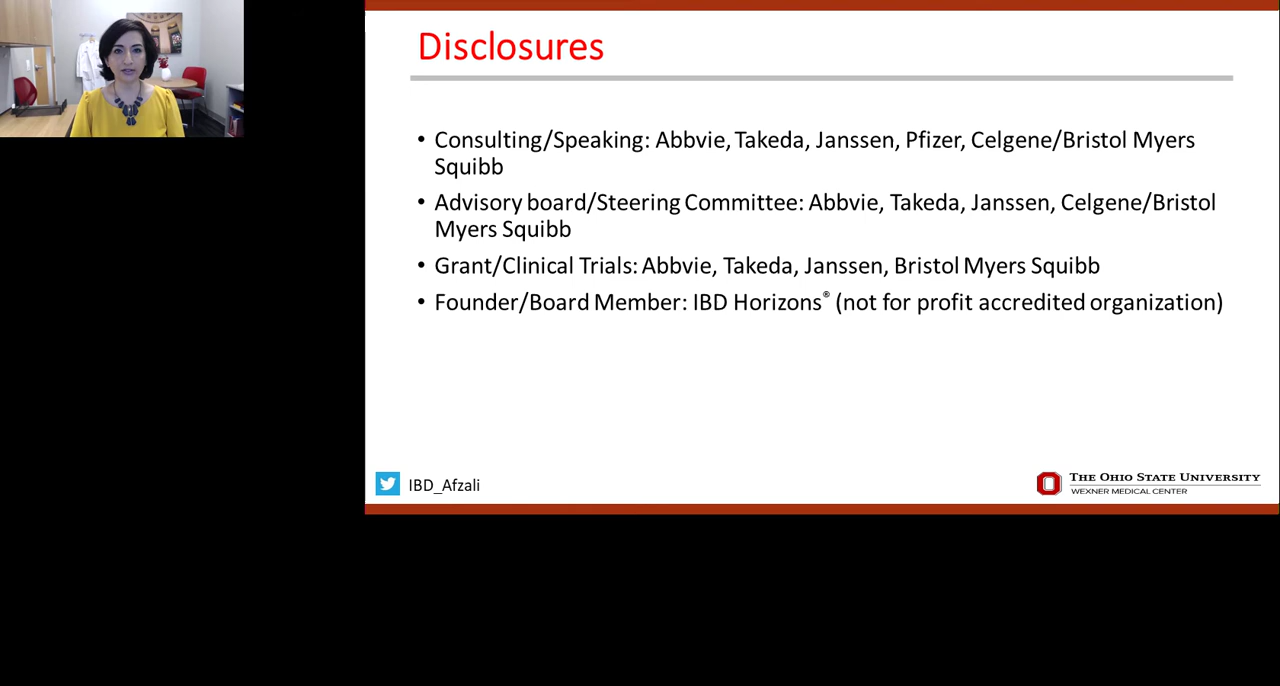 Disclosures
• Consulting/Speaking: Abbvie, Takeda, Janssen, Pfizer, Celgene/Bristol Myers
Squibb
• Advisory board/Steering Committee: Abbvie, Takeda, Janssen, Celgene/Bristol
Myers Squibb
• Grant/Clinical Trials: Abbvie, Takeda, Janssen, Bristol Myers Squibb
• Founder/Board Member: IBD Horizons® (not for profit accredited organization)
IBD_Afzali
THE OHIO STATE UNIVERSITY
WEXNER MEDICAL CENTER